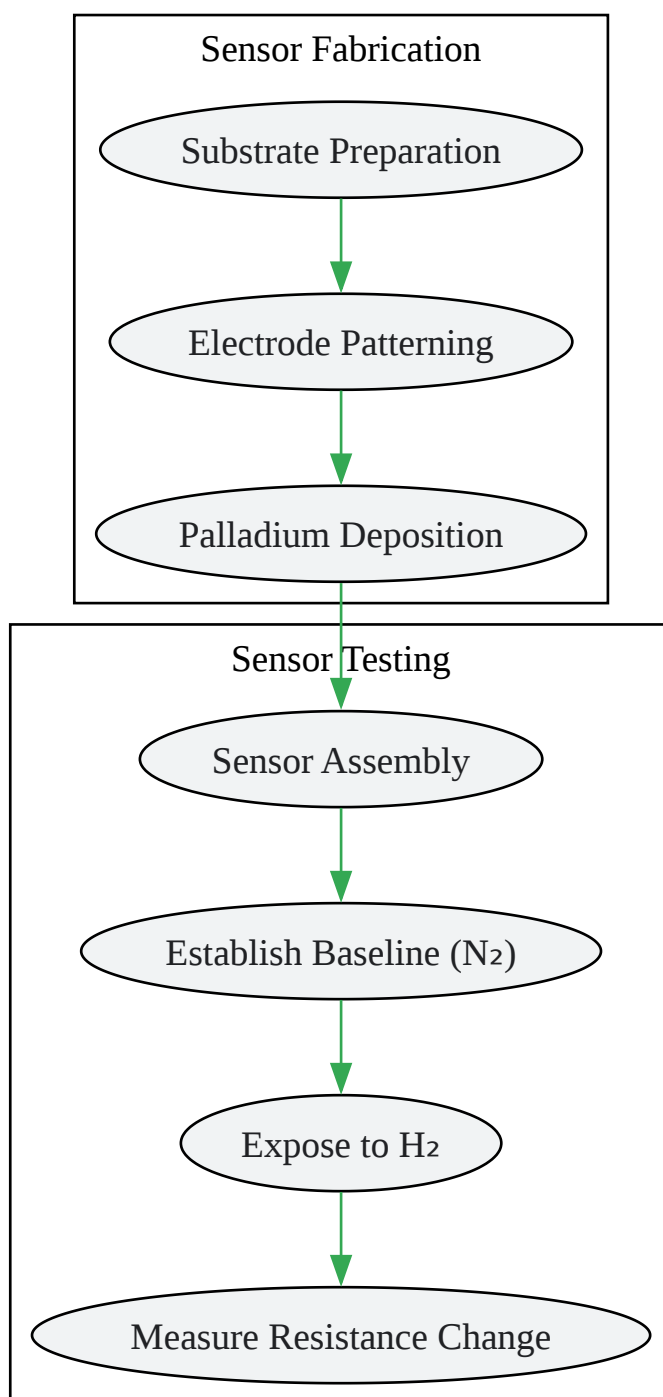 Sensor Fabrication
Substrate Preparation
Electrode Patterning
Palladium Deposition
Sensor Testing
Sensor Assembly
Establish Baseline (N₂)
Expose to H₂
Measure Resistance Change